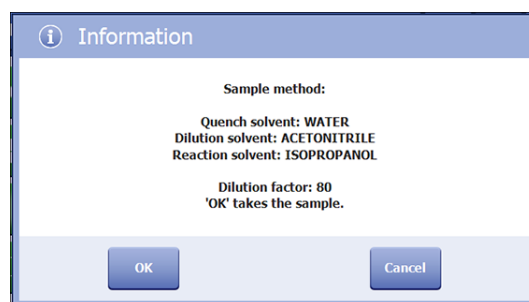 Information
Sample method:
Quench solvent: WATER
Dilution solvent: ACETONITRILE
Reaction solvent: ISOPROPANOL
Dilution factor: 80
'OK' takes the sample.
OK
Cancel